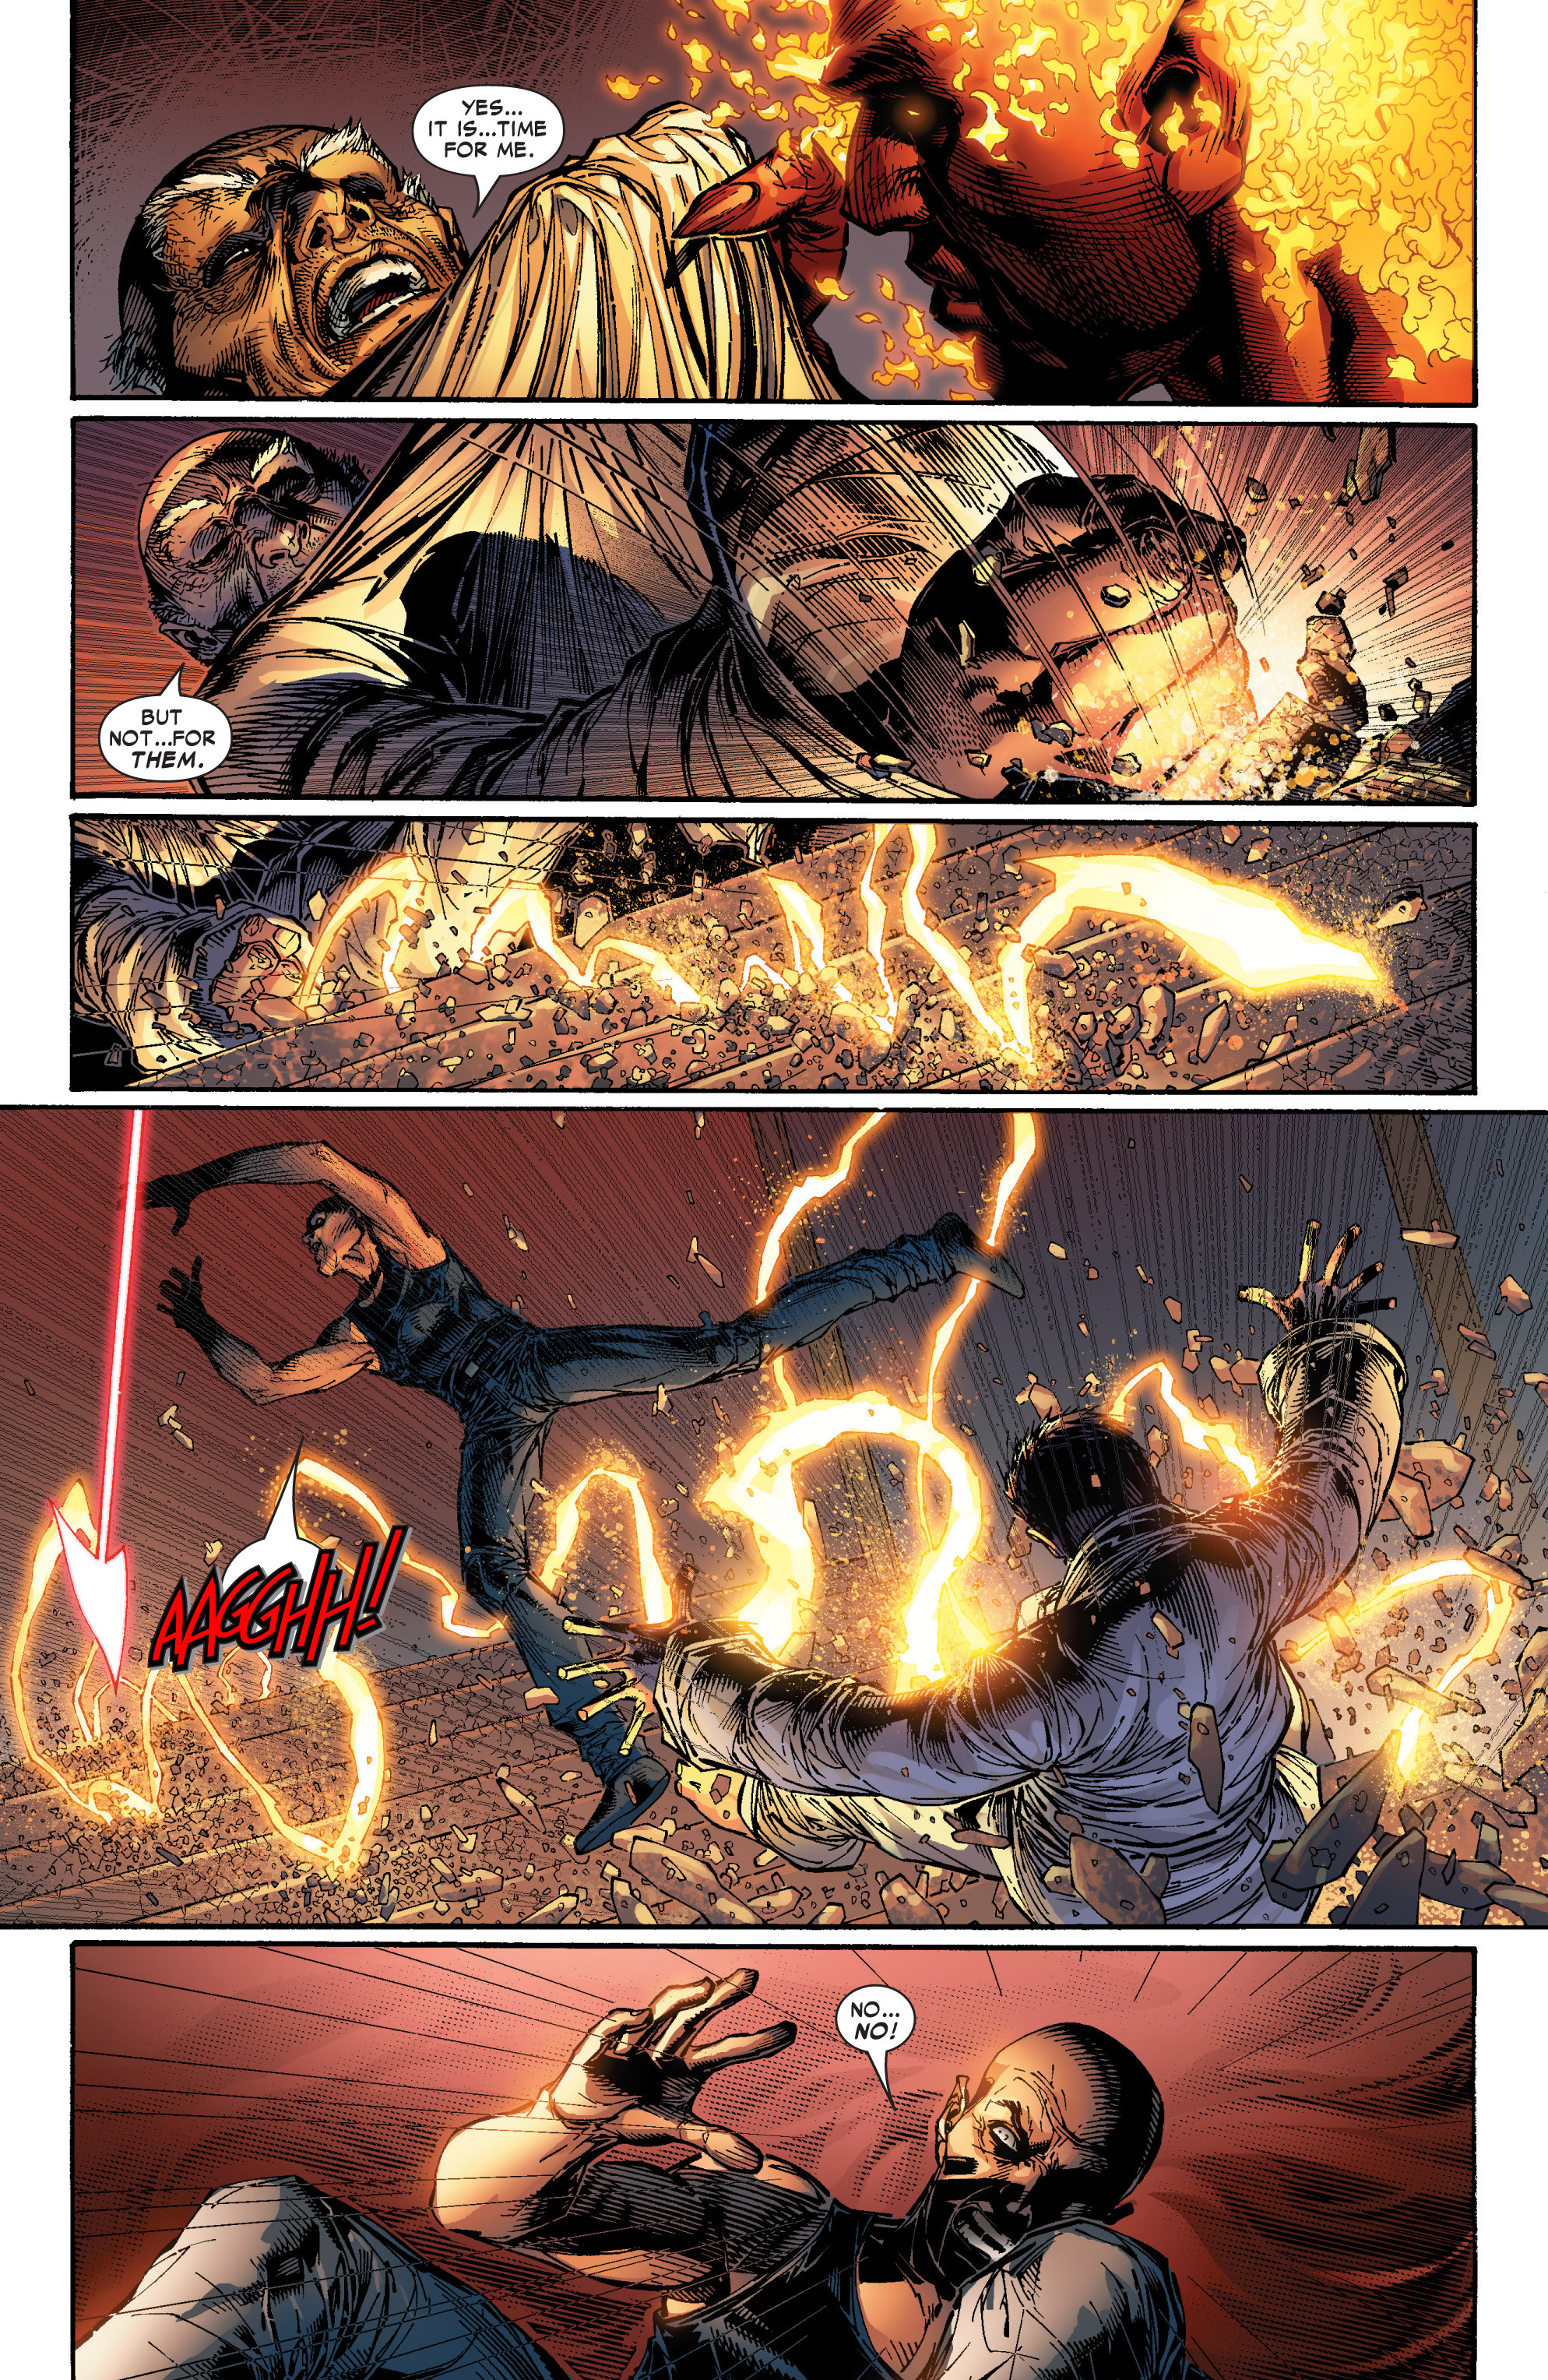 YES...
IT IS...TIME
FOR ME.
BUT
NOT...FOR
THEM.
AAGGHH!
NO...
NO!